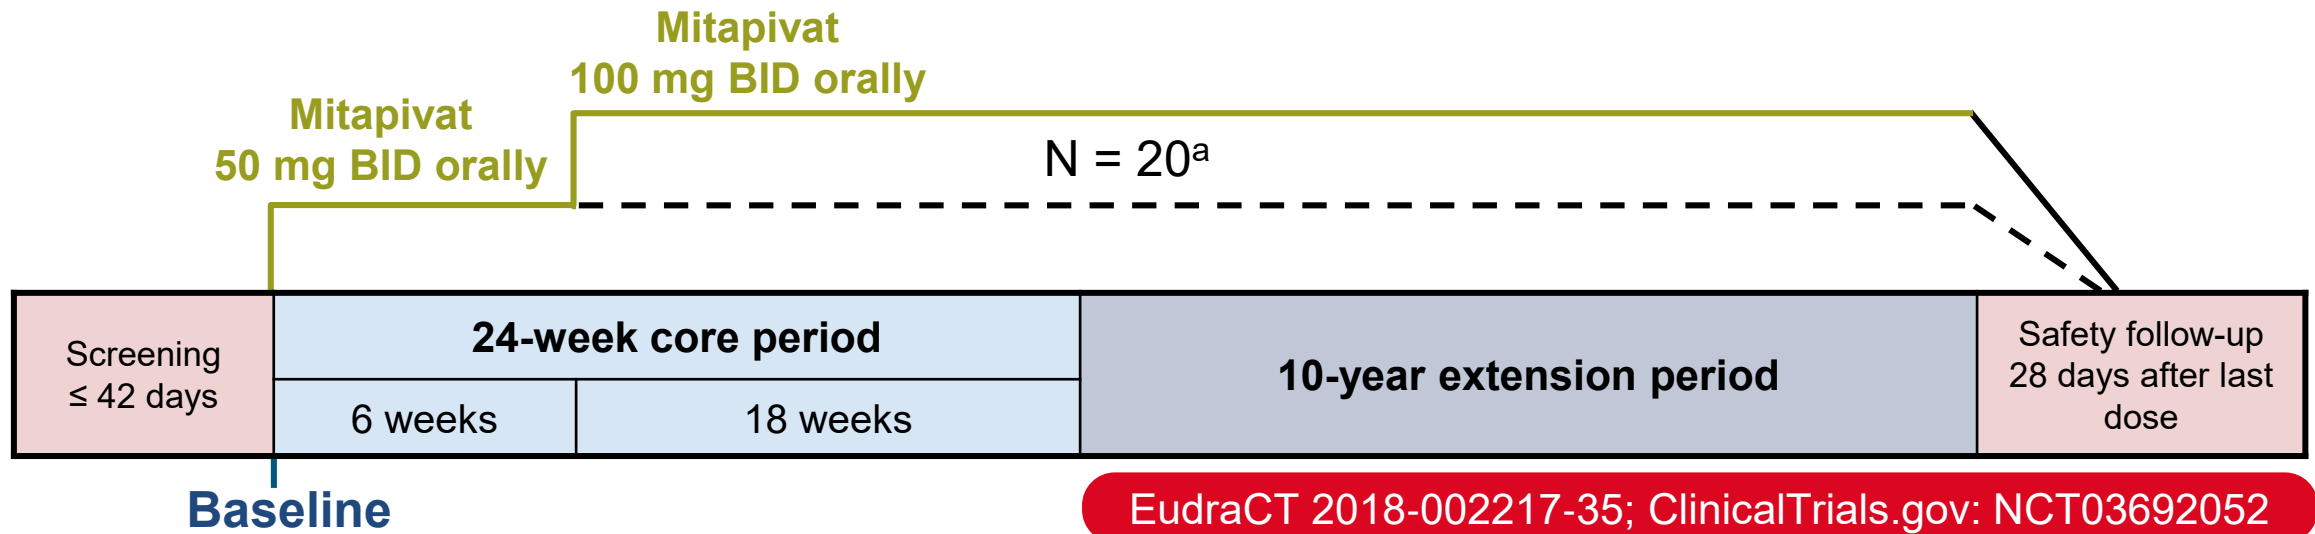 Mitapivat
100 mg BID orally
Mitapivat
50 mg BID orally
N = 20ᵃ
Screening
≤ 42 days
24-week core period
6 weeks
18 weeks
10-year extension period
Safety follow-up
28 days after last
dose
Baseline
EudraCT 2018-002217-35; ClinicalTrials.gov: NCT03692052